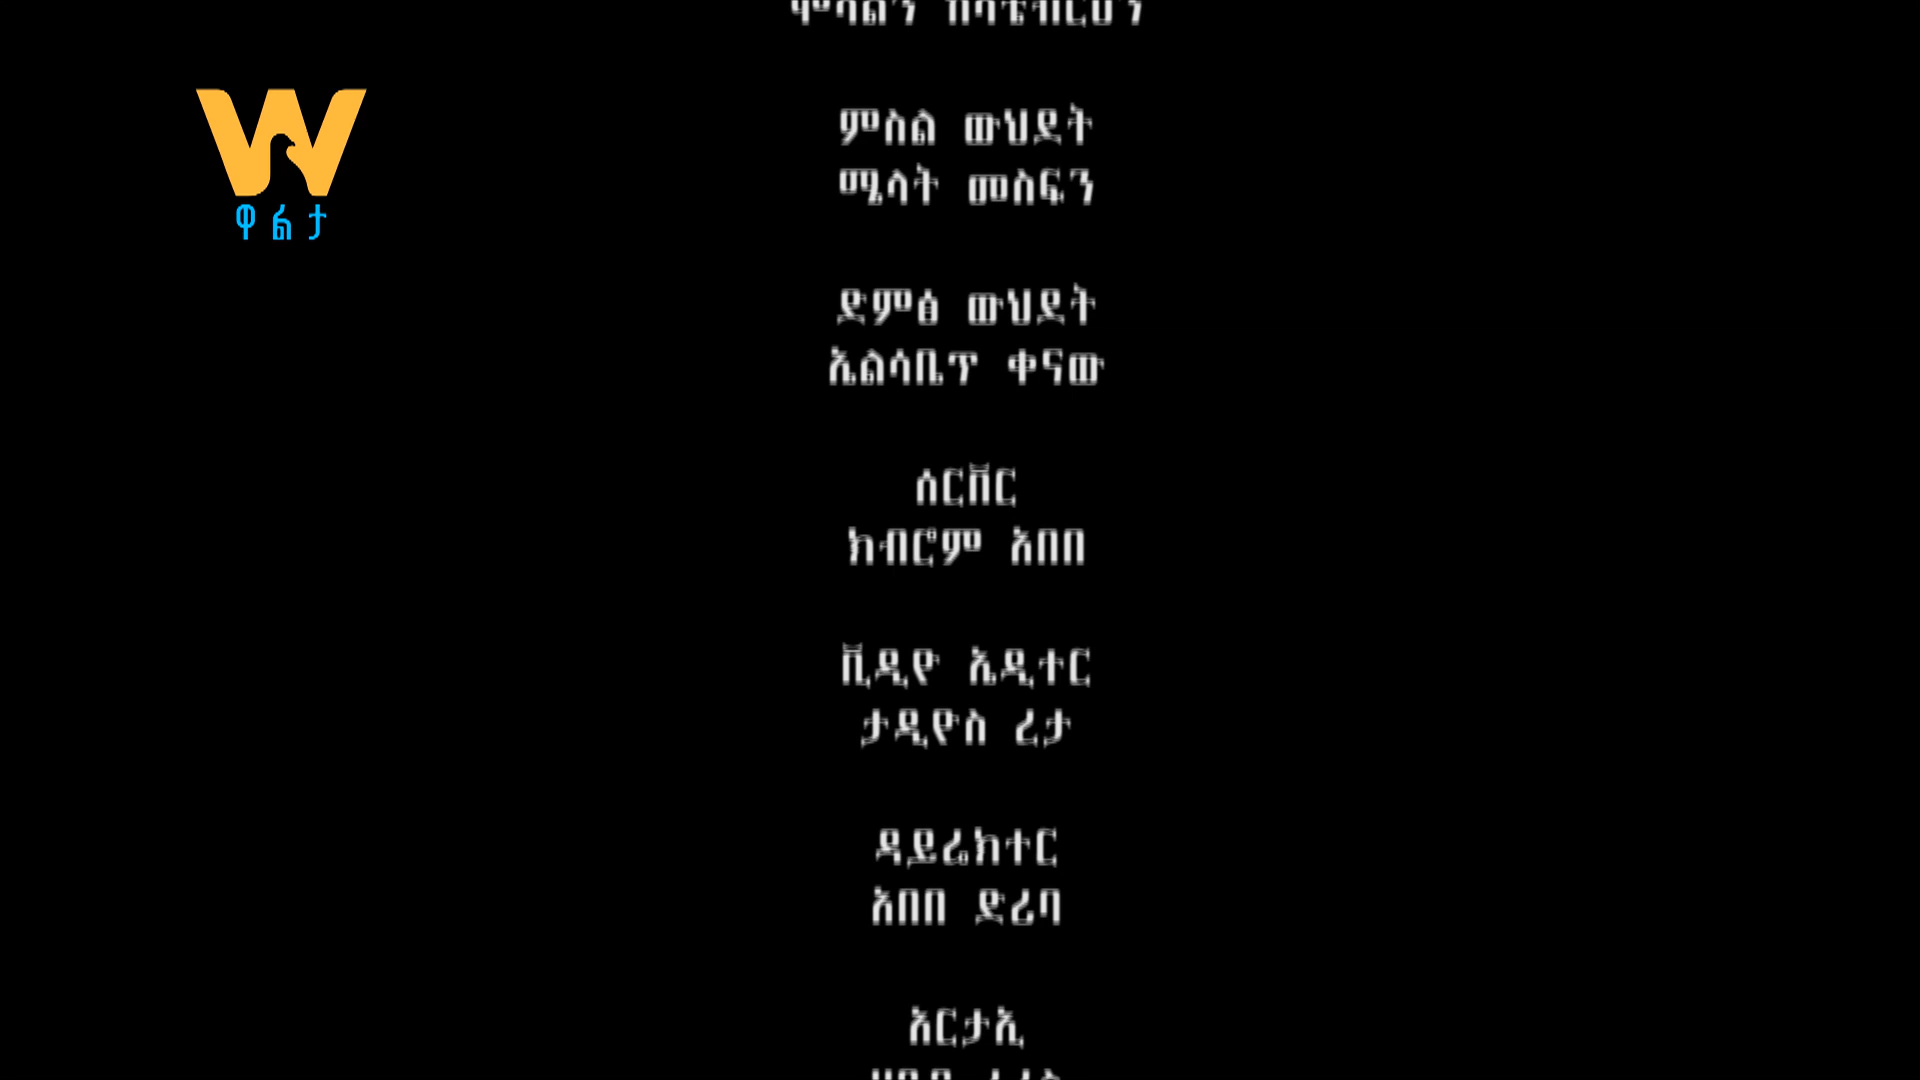 ዋልታ
ምስል ውህደት
ሜላት መስፍን
ድምፅ ውህደት
ኤልሳቤጥ ቀናው
ሰርቨር
ክብሮም አበበ
ቪዲዮ ኤዲተር
ታዲዮስ ረታ
ዳይሬክተር
አበበ ድሪባ
አርታኢ